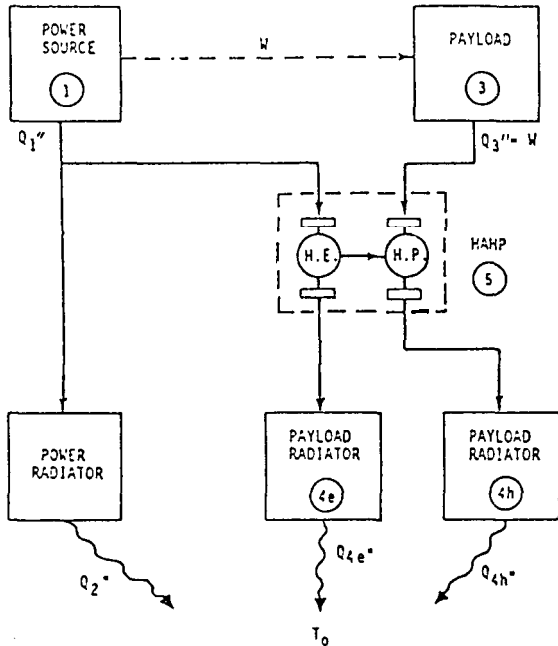 POWER
SOURCE
1
W
PAYLOAD
3
Q1"
Q3"= W
H.E.
H.P.
HAHP
5
POWER
RADIATOR
PAYLOAD
RADIATOR
4e
PAYLOAD
RADIATOR
4h
Q2"
Q4e"
Q4h"
To